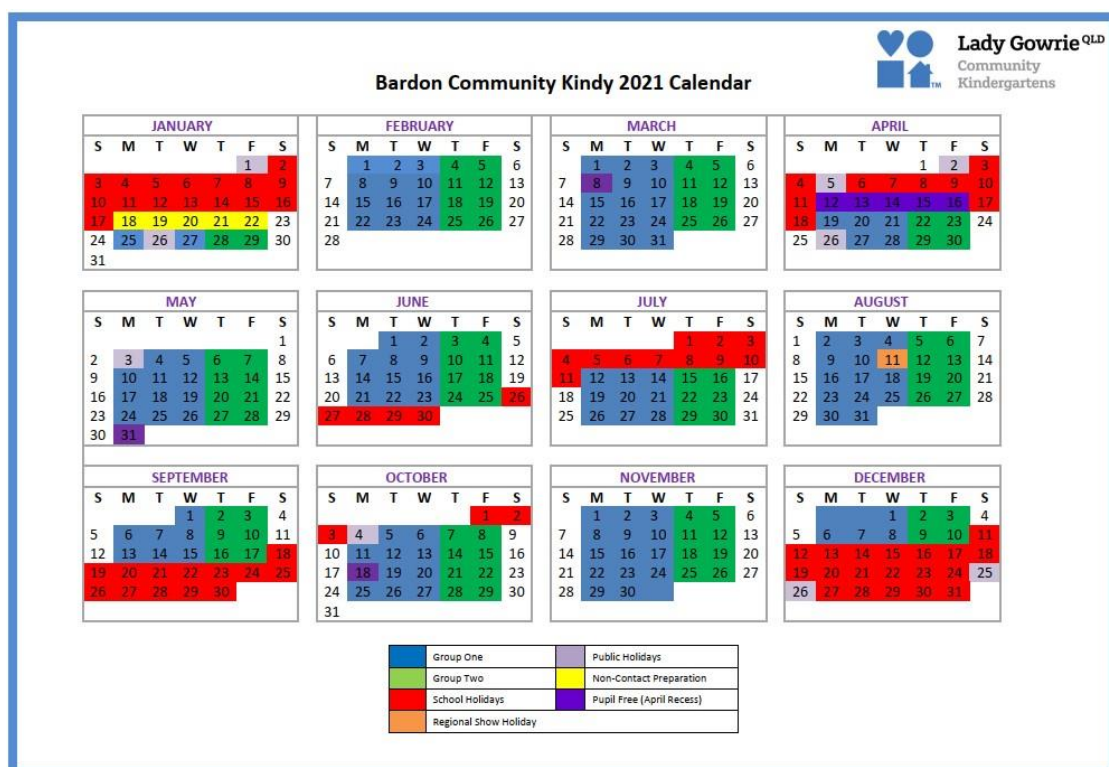 Lady Gowrie QLD
Community
Kindergartens
TM
Bardon Community Kindy 2021 Calendar
JANUARY
S M T W T F S
1 2
3 4 5 6 7 8 9
10 11 12 13 14 15 16
17 18 19 20 21 22 23
24 25 26 27 28 29 30
31
FEBRUARY
S M T W T F S
1 2 3 4 5 6
7 8 9 10 11 12 13
14 15 16 17 18 19 20
21 22 23 24 25 26 27
28
MARCH
S M T W T F S
1 2 3 4 5 6
7 8 9 10 11 12 13
14 15 16 17 18 19 20
21 22 23 24 25 26 27
28 29 30 31
APRIL
S M T W T F S
1 2 3
4 5 6 7 8 9 10
11 12 13 14 15 16 17
18 19 20 21 22 23 24
25 26 27 28 29 30
MAY
S M T W T F S
1
2 3 4 5 6 7 8
9 10 11 12 13 14 15
16 17 18 19 20 21 22
23 24 25 26 27 28 29
30 31
JUNE
S M T W T F S
1 2 3 4 5
6 7 8 9 10 11 12
13 14 15 16 17 18 19
20 21 22 23 24 25 26
27 28 29 30
JULY
S M T W T F S
1 2 3
4 5 6 7 8 9 10
11 12 13 14 15 16 17
18 19 20 21 22 23 24
25 26 27 28 29 30 31
AUGUST
S M T W T F S
1 2 3 4 5 6 7
8 9 10 11 12 13 14
15 16 17 18 19 20 21
22 23 24 25 26 27 28
29 30 31
SEPTEMBER
S M T W T F S
1 2 3 4
5 6 7 8 9 10 11
12 13 14 15 16 17 18
19 20 21 22 23 24 25
26 27 28 29 30
OCTOBER
S M T W T F S
1 2
3 4 5 6 7 8 9
10 11 12 13 14 15 16
17 18 19 20 21 22 23
24 25 26 27 28 29 30
31
NOVEMBER
S M T W T F S
1 2 3 4 5 6
7 8 9 10 11 12 13
14 15 16 17 18 19 20
21 22 23 24 25 26 27
28 29 30
DECEMBER
S M T W T F S
1 2 3 4
5 6 7 8 9 10 11
12 13 14 15 16 17 18
19 20 21 22 23 24 25
26 27 28 29 30 31
Group One Public Holidays
Group Two Non-Contact Preparation
School Holidays Pupil Free (April Recess)
Regional Show Holiday